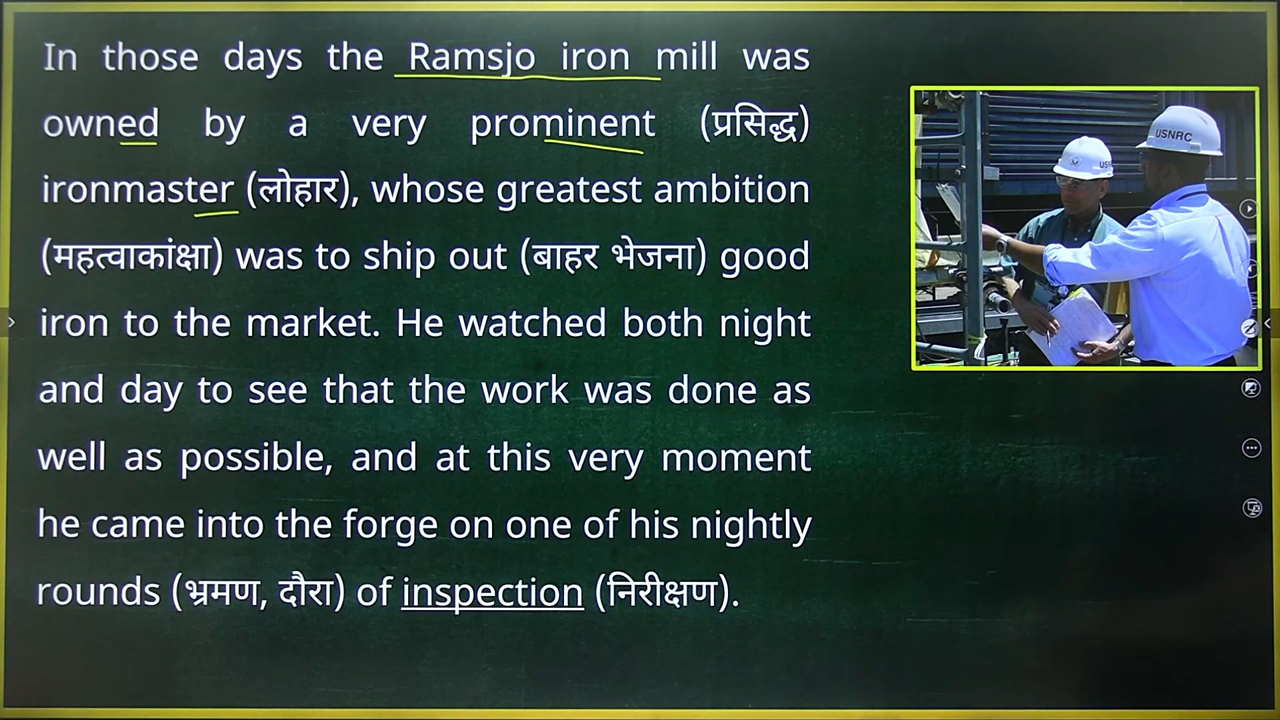 In those days the Ramsjo iron mill was
owned by a very prominent (प्रसिद्ध)
ironmaster (लोहार), whose greatest ambition
(महत्वाकांक्षा) was to ship out (बाहर भेजना) good
iron to the market. He watched both night
and day to see that the work was done as
well as possible, and at this very moment
he came into the forge on one of his nightly
rounds (भ्रमण, दौरा) of inspection (निरीक्षण).
USNRC
USNRC